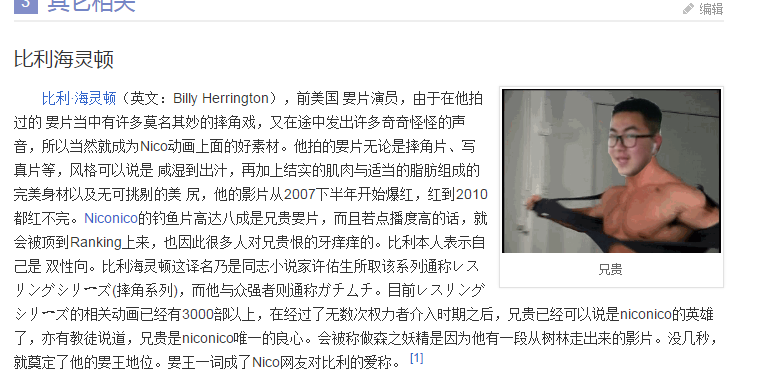 3 其它相关
编辑
比利海灵顿
比利·海灵顿（英文：Billy Herrington），前美国 㚻片演员，由于在他拍
过的 㚻片当中有许多莫名其妙的摔角戏，又在途中发出许多奇奇怪怪的声
音，所以当然就成为Nico动画上面的好素材。他拍的㚻片无论是摔角片、写
真片等，风格可以说是 咸湿到出汁，再加上结实的肌肉与适当的脂肪组成的
完美身材以及无可挑剔的美 尻，他的影片从2007下半年开始爆红，红到2010
都红不完。Niconico的钓鱼片高达八成是兄贵㚻片，而且若点播度高的话，就
会被顶到Ranking上来，也因此很多人对兄贵恨的牙痒痒的。比利本人表示自
己是 双性向。比利海灵顿这译名乃是同志小说家许佑生所取该系列通称レス
リングシリーズ(摔角系列)，而他与众强者则通称ガチムチ。目前レスリング
シリーズ的相关动画已经有3000部以上，在经过了无数次权力者介入时期之后，兄贵已经可以说是niconico的英雄
了，亦有教徒说道，兄贵是niconico唯一的良心。会被称做森之妖精是因为他有一段从树林走出来的影片。没几秒，
就奠定了他的㚻王地位。㚻王一词成了Nico网友对比利的爱称。 [1]
兄贵